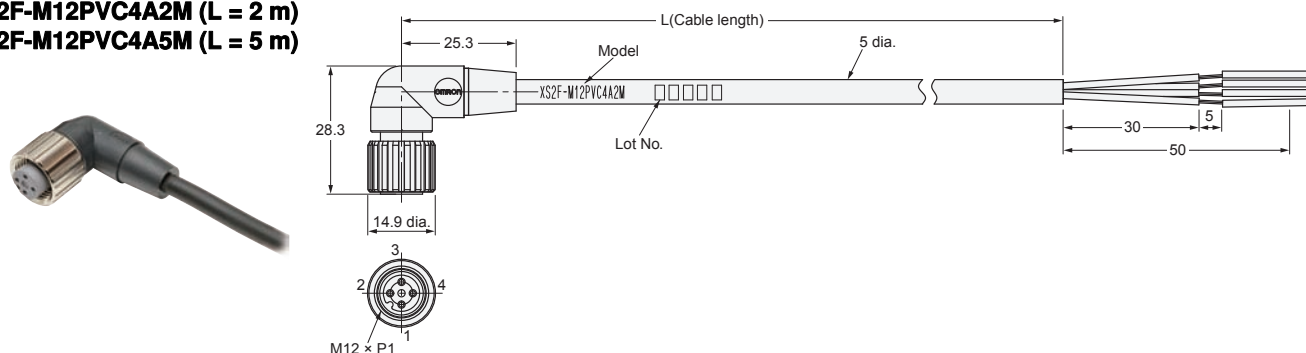 2F-M12PVC4A2M (L = 2 m)
2F-M12PVC4A5M (L = 5 m)
L(Cable length)
25.3
Model
5 dia.
OMRON
XS2F-M12PVC4A2M
28.3
Lot No.
5
30
50
14.9 dia.
3
2
4
1
M12 × P1